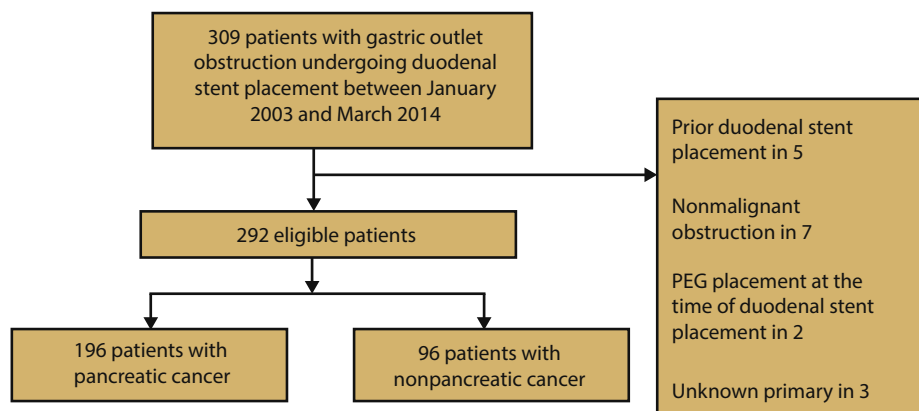 309 patients with gastric outlet
obstruction undergoing duodenal
stent placement between January
2003 and March 2014
Prior duodenal stent
placement in 5
Nonmalignant
obstruction in 7
PEG placement at the
time of duodenal stent
placement in 2
Unknown primary in 3
292 eligible patients
196 patients with
pancreatic cancer
96 patients with
nonpancreatic cancer